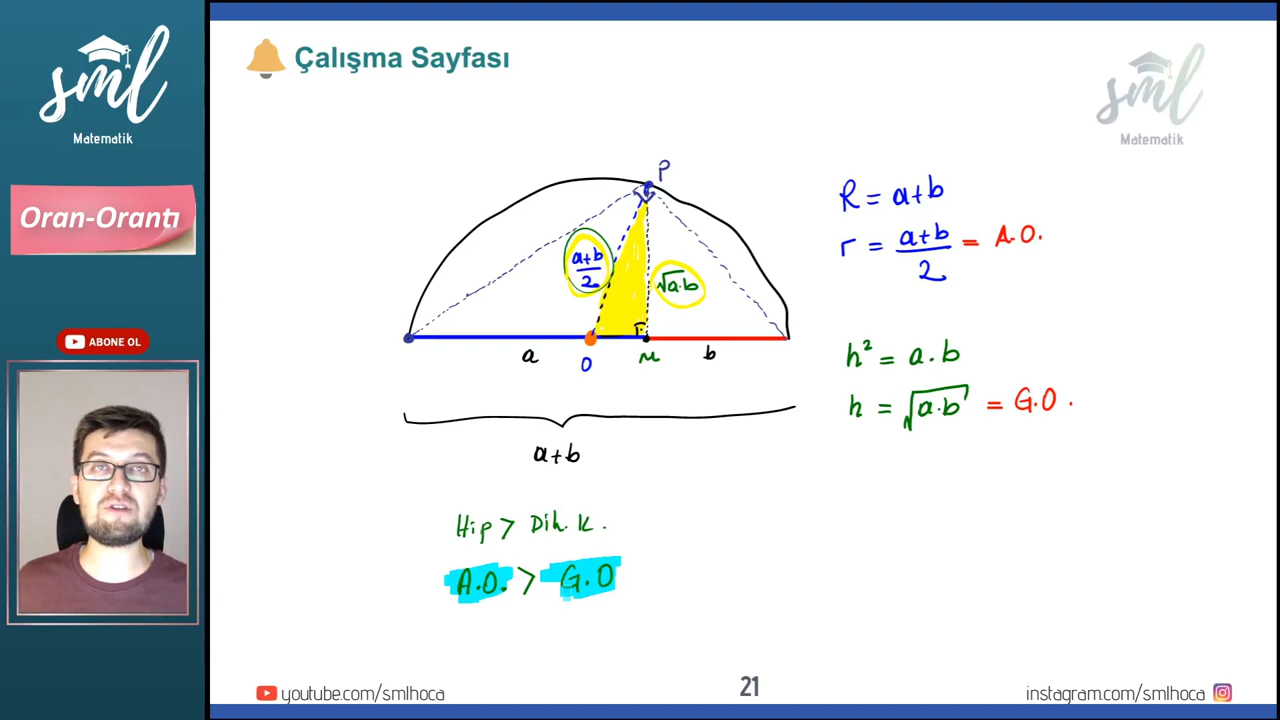 sml
Matematik
Oran-Orantı
ABONE OL
Çalışma Sayfası
sml
Matematik
P
a+b
2
√a.b
a
O
M
b
a+b
R = a+b
r = a+b/2 = A.O.
h² = a.b
h = √a.b = G.O.
Hip > Dik K.
A.O. > G.O
youtube.com/smlhoca
21
instagram.com/smlhoca